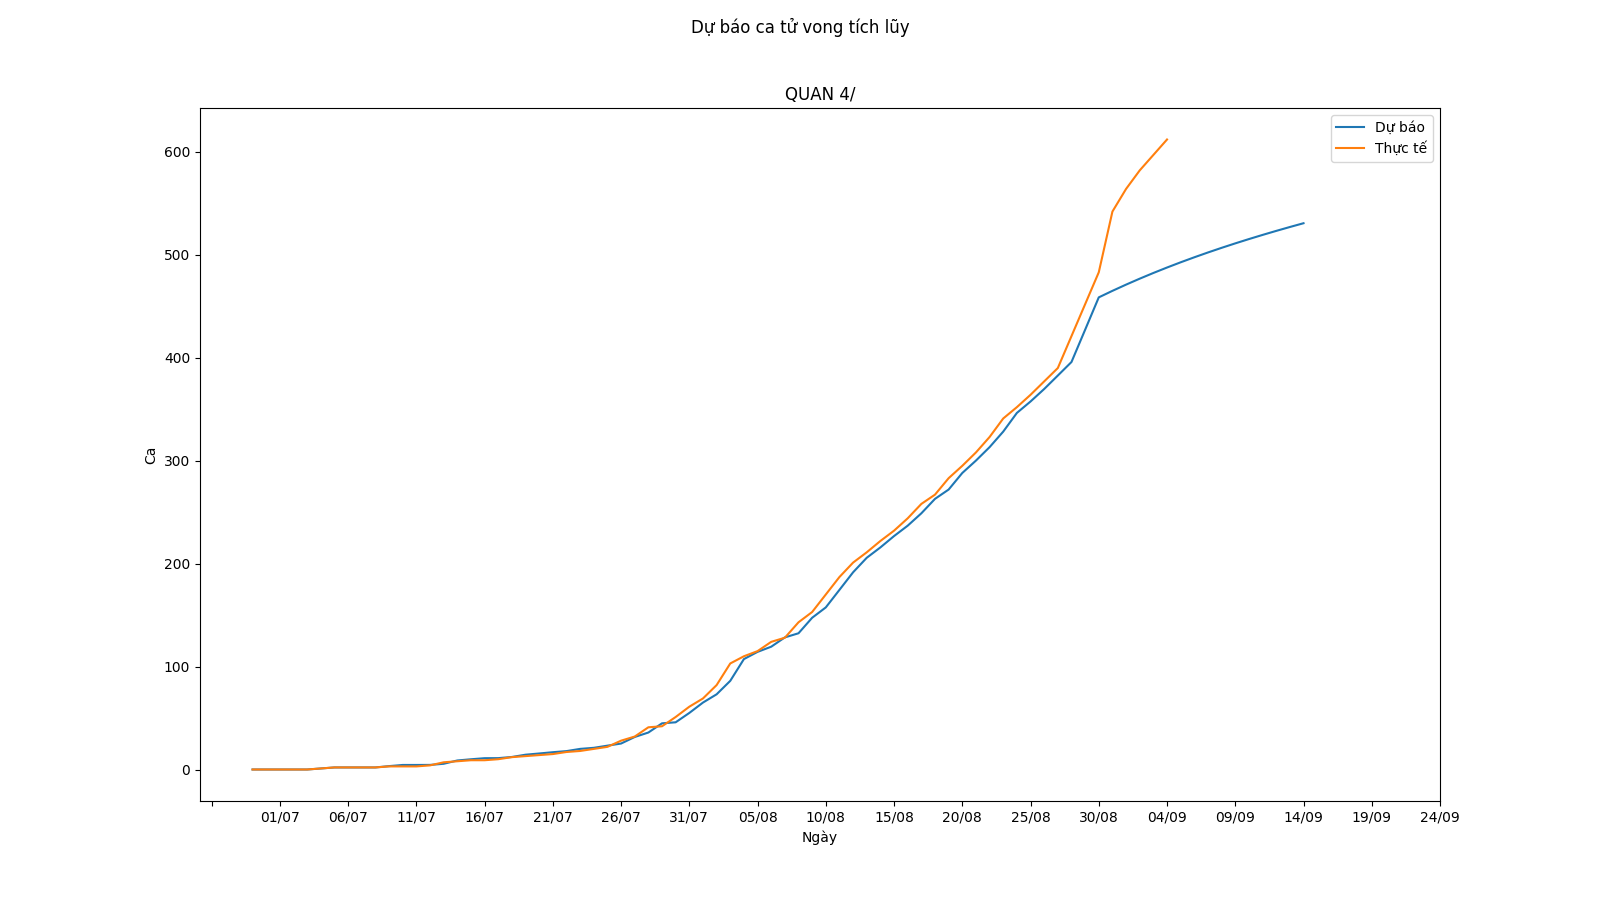 Dự báo ca tử vong tích lũy
QUAN 4/
Dự báo
Thực tế
600
500
400
300
200
100
0
Ca
01/07 06/07 11/07 16/07 21/07 26/07 31/07 05/08 10/08 15/08 20/08 25/08 30/08 04/09 09/09 14/09 19/09 24/09
Ngày